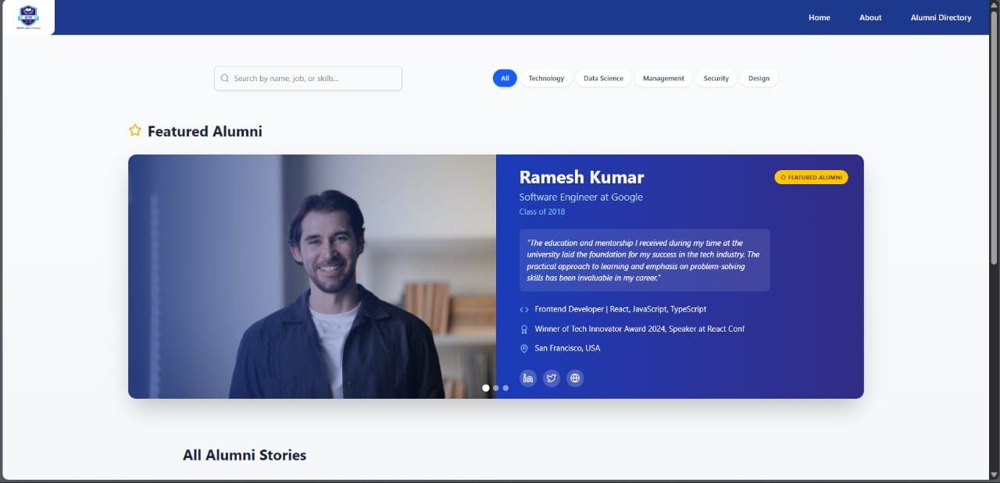 Home
About
Alumni Directory
Search by name, job, or skills...
All
Technology
Data Science
Management
Security
Design
Featured Alumni
Ramesh Kumar
FEATURED ALUMNI
Software Engineer at Google
Class of 2018
"The education and mentorship I received during my time at the
university laid the foundation for my success in the tech industry. The
practical approach to learning and emphasis on problem-solving
skills has been invaluable in my career."
Frontend Developer | React, JavaScript, TypeScript
Winner of Tech Innovator Award 2024, Speaker at React Conf
San Francisco, USA
All Alumni Stories